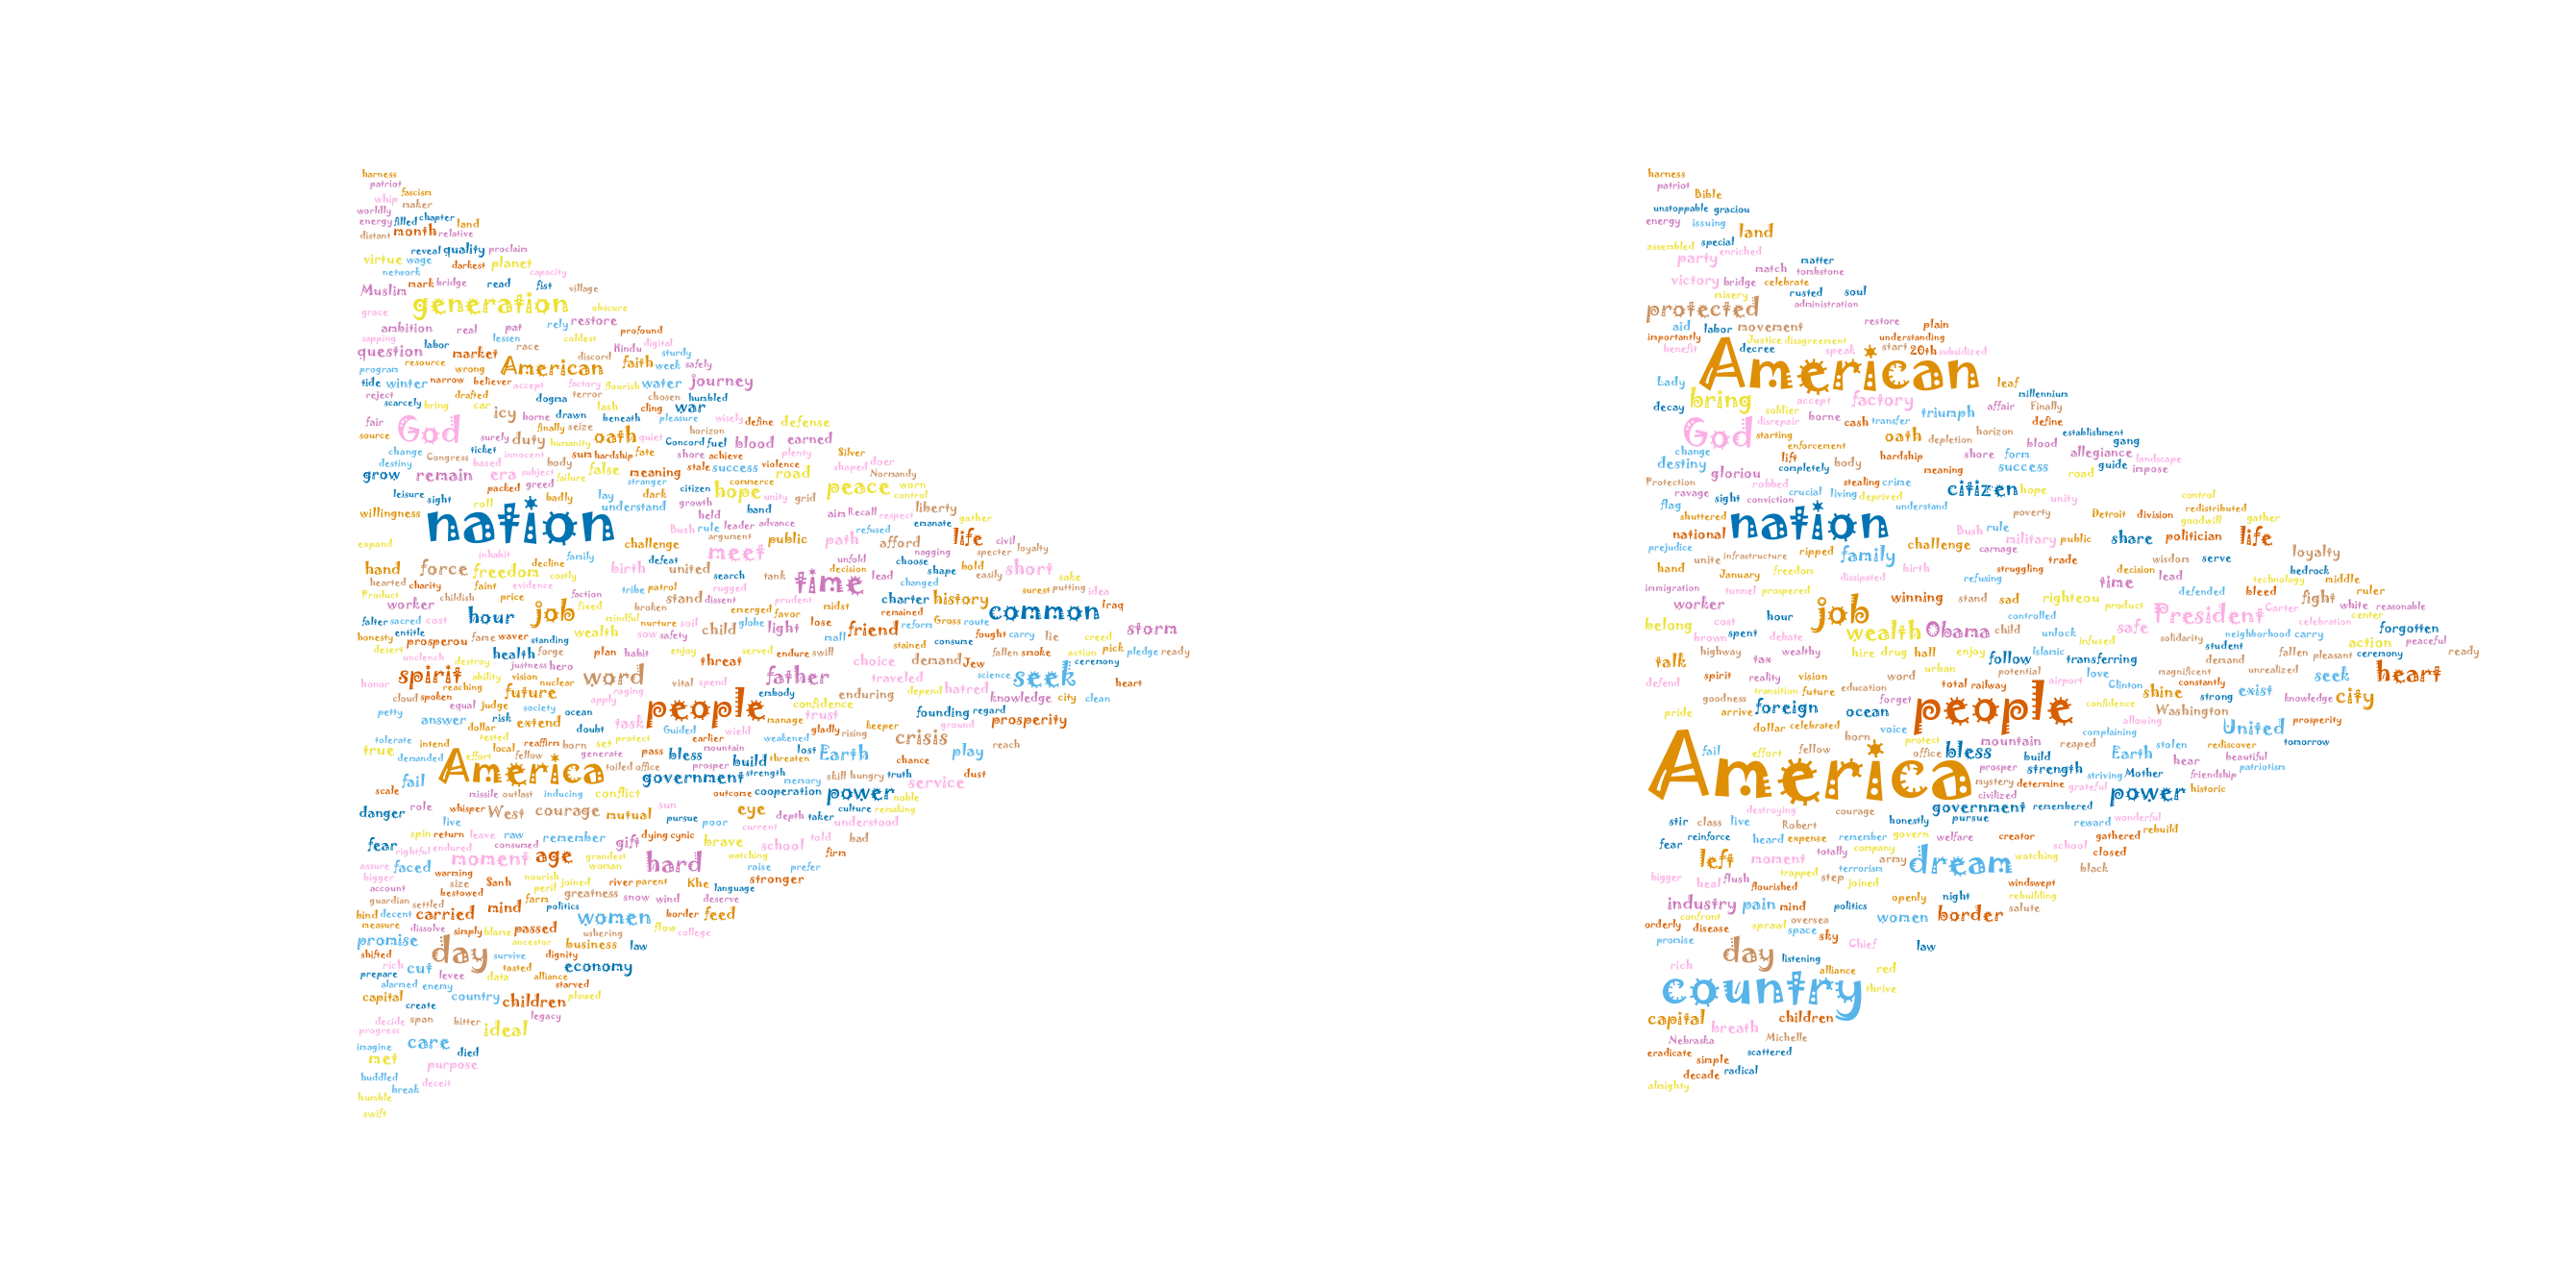 harness
patriot
fascism
whip
maker
worldly
energy filled chapter land
distant month relative
reveal quality proclaim
virtue wage darkest planet
network capacity
Muslim mark bridge read fist village
generation obscure
grace
ambition real pat rely restore profound
sapping labor lessen coldest
question market race discord Hindu digital sturdy
program resource wrong American faith week safely
tide winter narrow believer accept factory flourish water journey
reject drafted dogma terror chosen humbled
scarcely bring car icy borne drawn lash cling war
fair God finally seize beneath pleasure wisely define defense
source surely duty humanity oath quiet Concord fuel horizon blood earned
change Congress ticket innocent sum hardship fate shore achieve plenty Silver
destiny based body false meaning stale success violence shaped doer
grow remain era subject failure stranger commerce road Normandy
leisure sight packed greed badly lay dark citizen hope unity grid peace worn control
willingness nation roll understand growth held band aim Recall respect liberty
expand challenge Bush rule leader advance refused emanate gather
inhabit family argument public path afford life civil
hand force freedom decline defeat meet unfold nagging specter loyalty
hearted charity faint evidence costly birth united search tank time decision lead choose shape bold easily short sake
Product childish price faction tribe patrol rugged prudent changed surest putting idea
worker hour job fixed broken stand dissent emerged favor midst charter history common Iraq
falter sacred cost mindful nurture soil child globe light lose remained reform Gross route
honesty entitle prosperou fame waver standing wealth sow safety mall friend stained consume fought carry lie creed storm
desert unclench health forge plan habit enjoy served endure swill choice demand Jew fallen smoke action pick pledge ready
destroy justness hero threat father science ceremony
honor spirit ability vision nuclear word vital spend traveled seek heart
cloud spoken reaching future apply raging people embody enduring depend hatred knowledge city clean
petty equal judge society ocean confidence founding regard
answer dollar risk extend doubt task Guided wield manage trust keeper prosperity
tolerate intend tested reaffirm born set protect earlier weakened gladly rising crisis reach
true demanded effort local fellow generate pass bless mountain lost Earth play
America toiled office prosper build threaten chance
fail government strength memory skill hungry truth service dust
scale missile outlast inducing conflict outcome cooperation power noble
danger role whisper West courage mutual sun eye culture remaking
live pursue poor depth taker understood
fear spin return leave raw remember gift dying cynic current told bad
rightful endured consumed brave school firm
assure faced moment age grandest woman hard watching raise prefer
bigger warming nourish joined river parent Khe stronger
account size Sanh peril greatness snow wind language deserve
guardian settled bestowed farm
hind decent carried mind politics women border feed
measure dissolve simply blame passed ushering flow college
promise day ancestor business law
shifted survive dignity
rich cut levee tasted economy
prepare data alliance
alarmed enemy starved
capital create country children plowed
decide span bitter legacy
progress ideal
imagine care died
met purpose
huddled break deceit
humble
swift
harness
patriot Bible
unstoppable graciou
energy issuing
land
assembled special
party enriched matter
victory bridge match tombstone
celebrate
misery rusted soul
protected administration
aid labor movement restore plain
importantly Justice disagreement understanding
benefit decree speak start 20th subsidized
American
Lady leaf millennium
decay bring soldier accept factory affair Finally
God disrepair borne cash transfer triumph define
starting oath depletion horizon establishment
change enforcement blood gang
destiny lift hardship shore form allegiance landscape
gloriou completely body meaning success road guide impose
Protection robbed stealing crime
ravage sight conviction crucial living deprived citizen hope unity control
flag understand redistributed
shuttered nation poverty Detroit division goodwill gather
national Bush rule military public share politician life
prejudice unite infrastructure ripped family challenge carnage wisdom serve loyalty
hand January freedom birth struggling trade bedrock
dissipated refusing decision time lead technology middle
immigration tunnel prospered defended bleed ruler
worker job winning stand sad righteou product President Carter fight white reasonable
cost hour controlled celebration center
belong brown spent debate wealth Obama child unlock infused safe neighborhood carry forgotten
highway hire-drug hall enjoy solidarity student action peaceful
talk tax wealthy follow Islamic transferring demand fallen pleasant ceremony ready
reality urban love magnificent unrealized
defend spirit vision word potential constantly seek heart
transition future education total railway airport Clinton shine strong exist knowledge city
goodness forget people confidence
pride arrive foreign ocean Washington
dollar celebrated voice allowing United prosperity
born protect complaining
fail effort fellow office bless mountain reaped stolen rediscover tomorrow
America build Earth hear beautiful
prosper strength striving Mother friendship patriotism
mystery determine grateful
civilized power historic
destroying courage government remembered wonderful
stir class live Robert honestly pursue reward
reinforce heard expense remember govern welfare creator gathered rebuild
fear totally company school closed
left moment army dream watching
trapped terrorism black
bigger heal flush step joined windswept
flourished openly night rebuilding
industry pain mind politics women border salute
confront oversea
orderly disease sprawl space sky
promise Chief law
day listening
rich alliance red
country thrive
capital breath children
Nebraska Michelle
eradicate simple scattered
decade radical
almighty